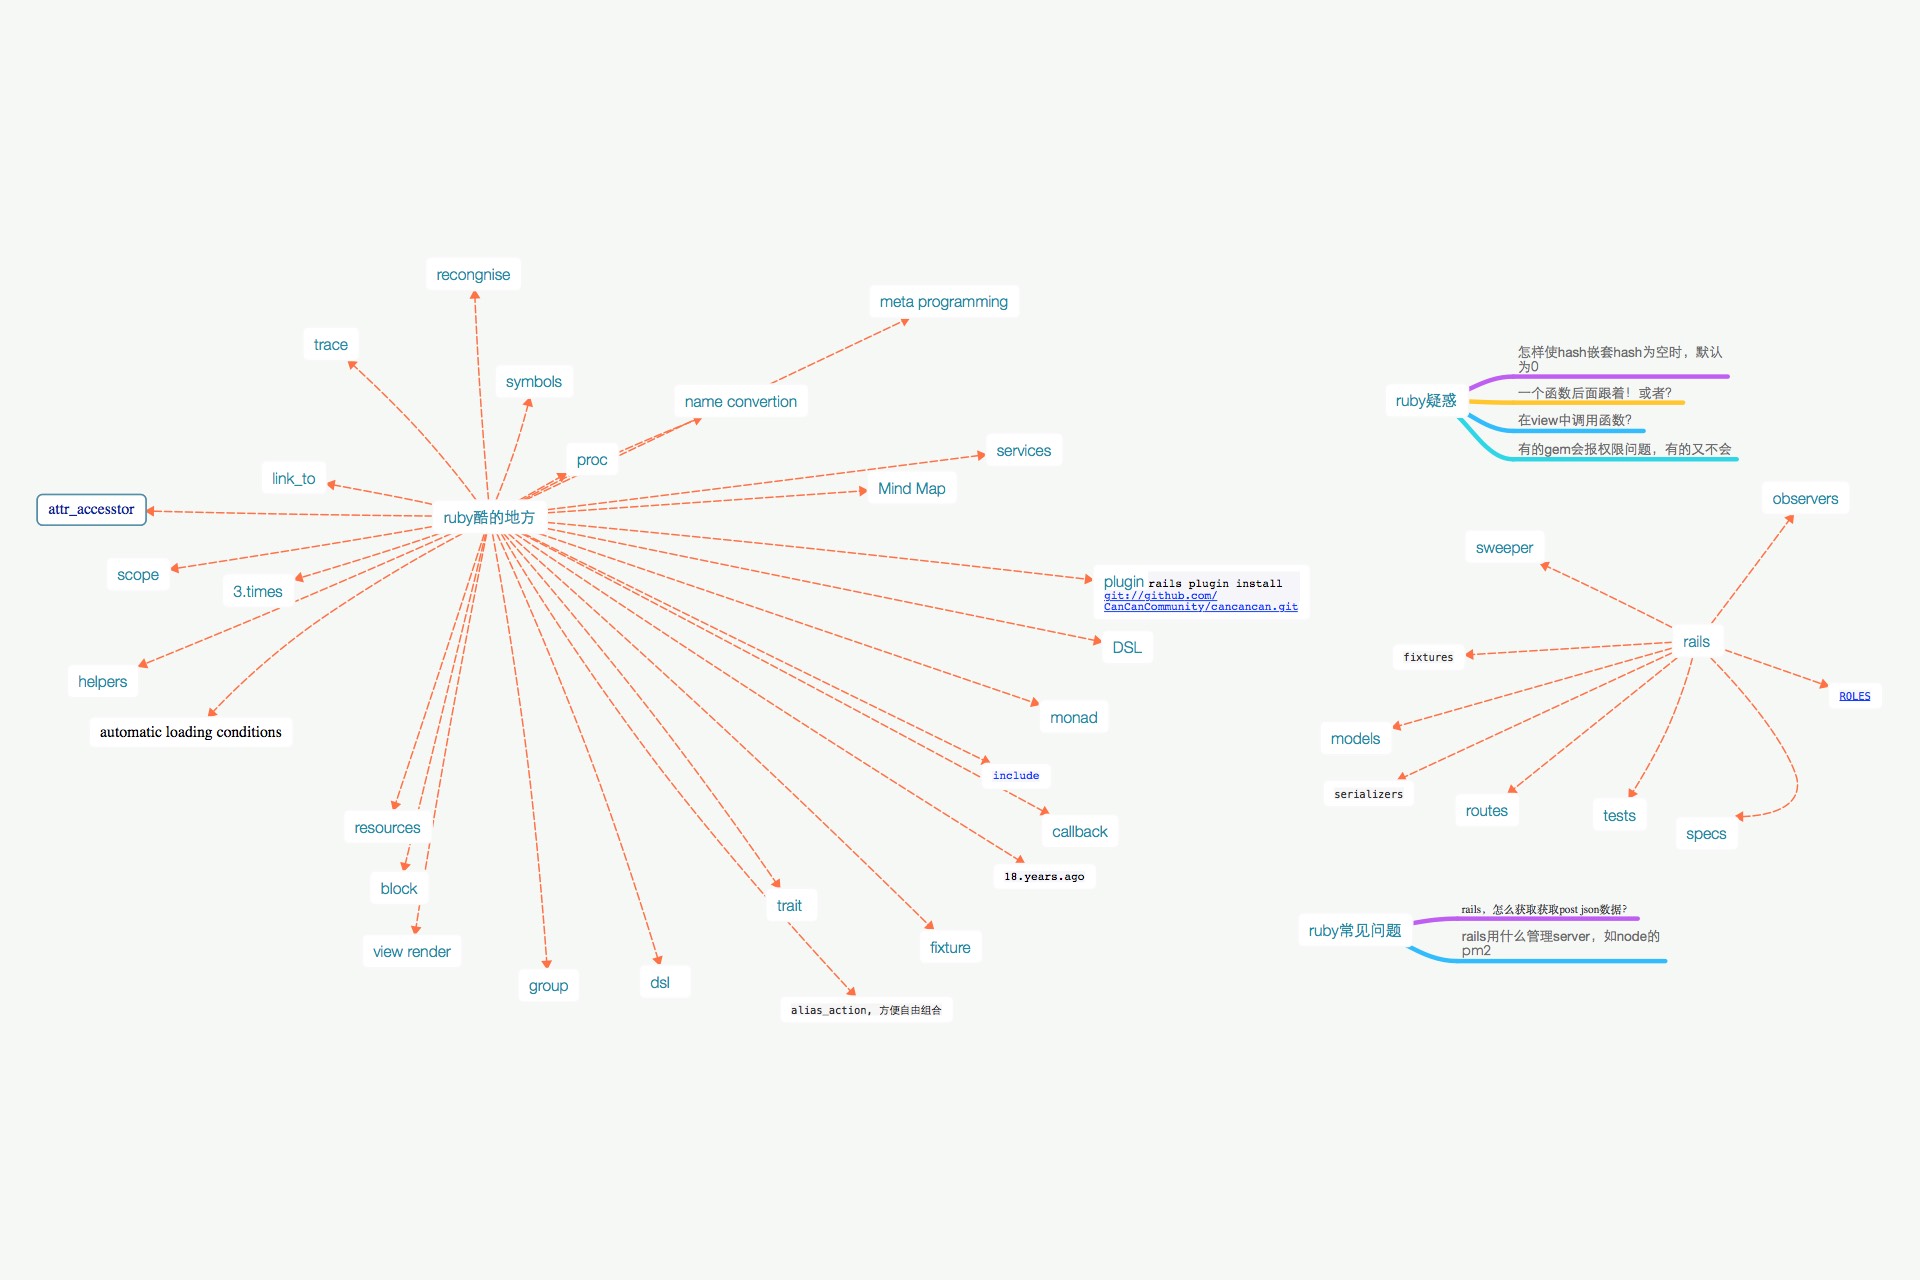 recongnise
meta programming
trace
symbols
name convertion
proc
services
link_to
Mind Map
attr_accesstor
ruby酷的地方
scope
3.times
plugin rails plugin install
git://github.com/
CanCanCommunity/cancancan.git
DSL
helpers
automatic loading conditions
monad
include
resources
callback
block
18.years.ago
trait
view render
fixture
group
dsl
alias_action, 方便自由组合
ruby疑惑
怎样使hash嵌套hash为空时，默认
为0
一个函数后面跟着！或者？
在view中调用函数？
有的gem会报权限问题，有的又不会
observers
sweeper
rails
fixtures
ROLES
models
serializers
routes
tests
specs
ruby常见问题
rails，怎么获取获取post json数据?
rails用什么管理server，如node的
pm2